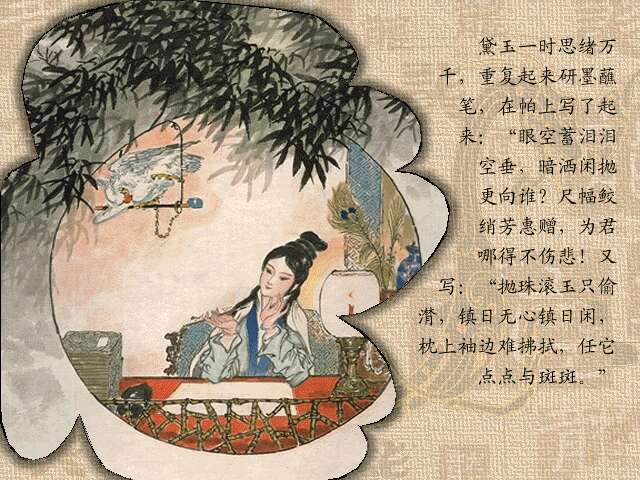 黛玉一时思绪万
千，重复起来研墨蘸
笔，在帕上写了起
来：“眼空蓄泪泪
空垂，暗洒闲抛
更向谁？尺幅鲛
绡芳惠赠，为君
哪得不伤悲！又
写：“抛珠滚玉只偷
潸，镇日无心镇日闲，
枕上袖边难拂拭，任它
点点与斑斑。”